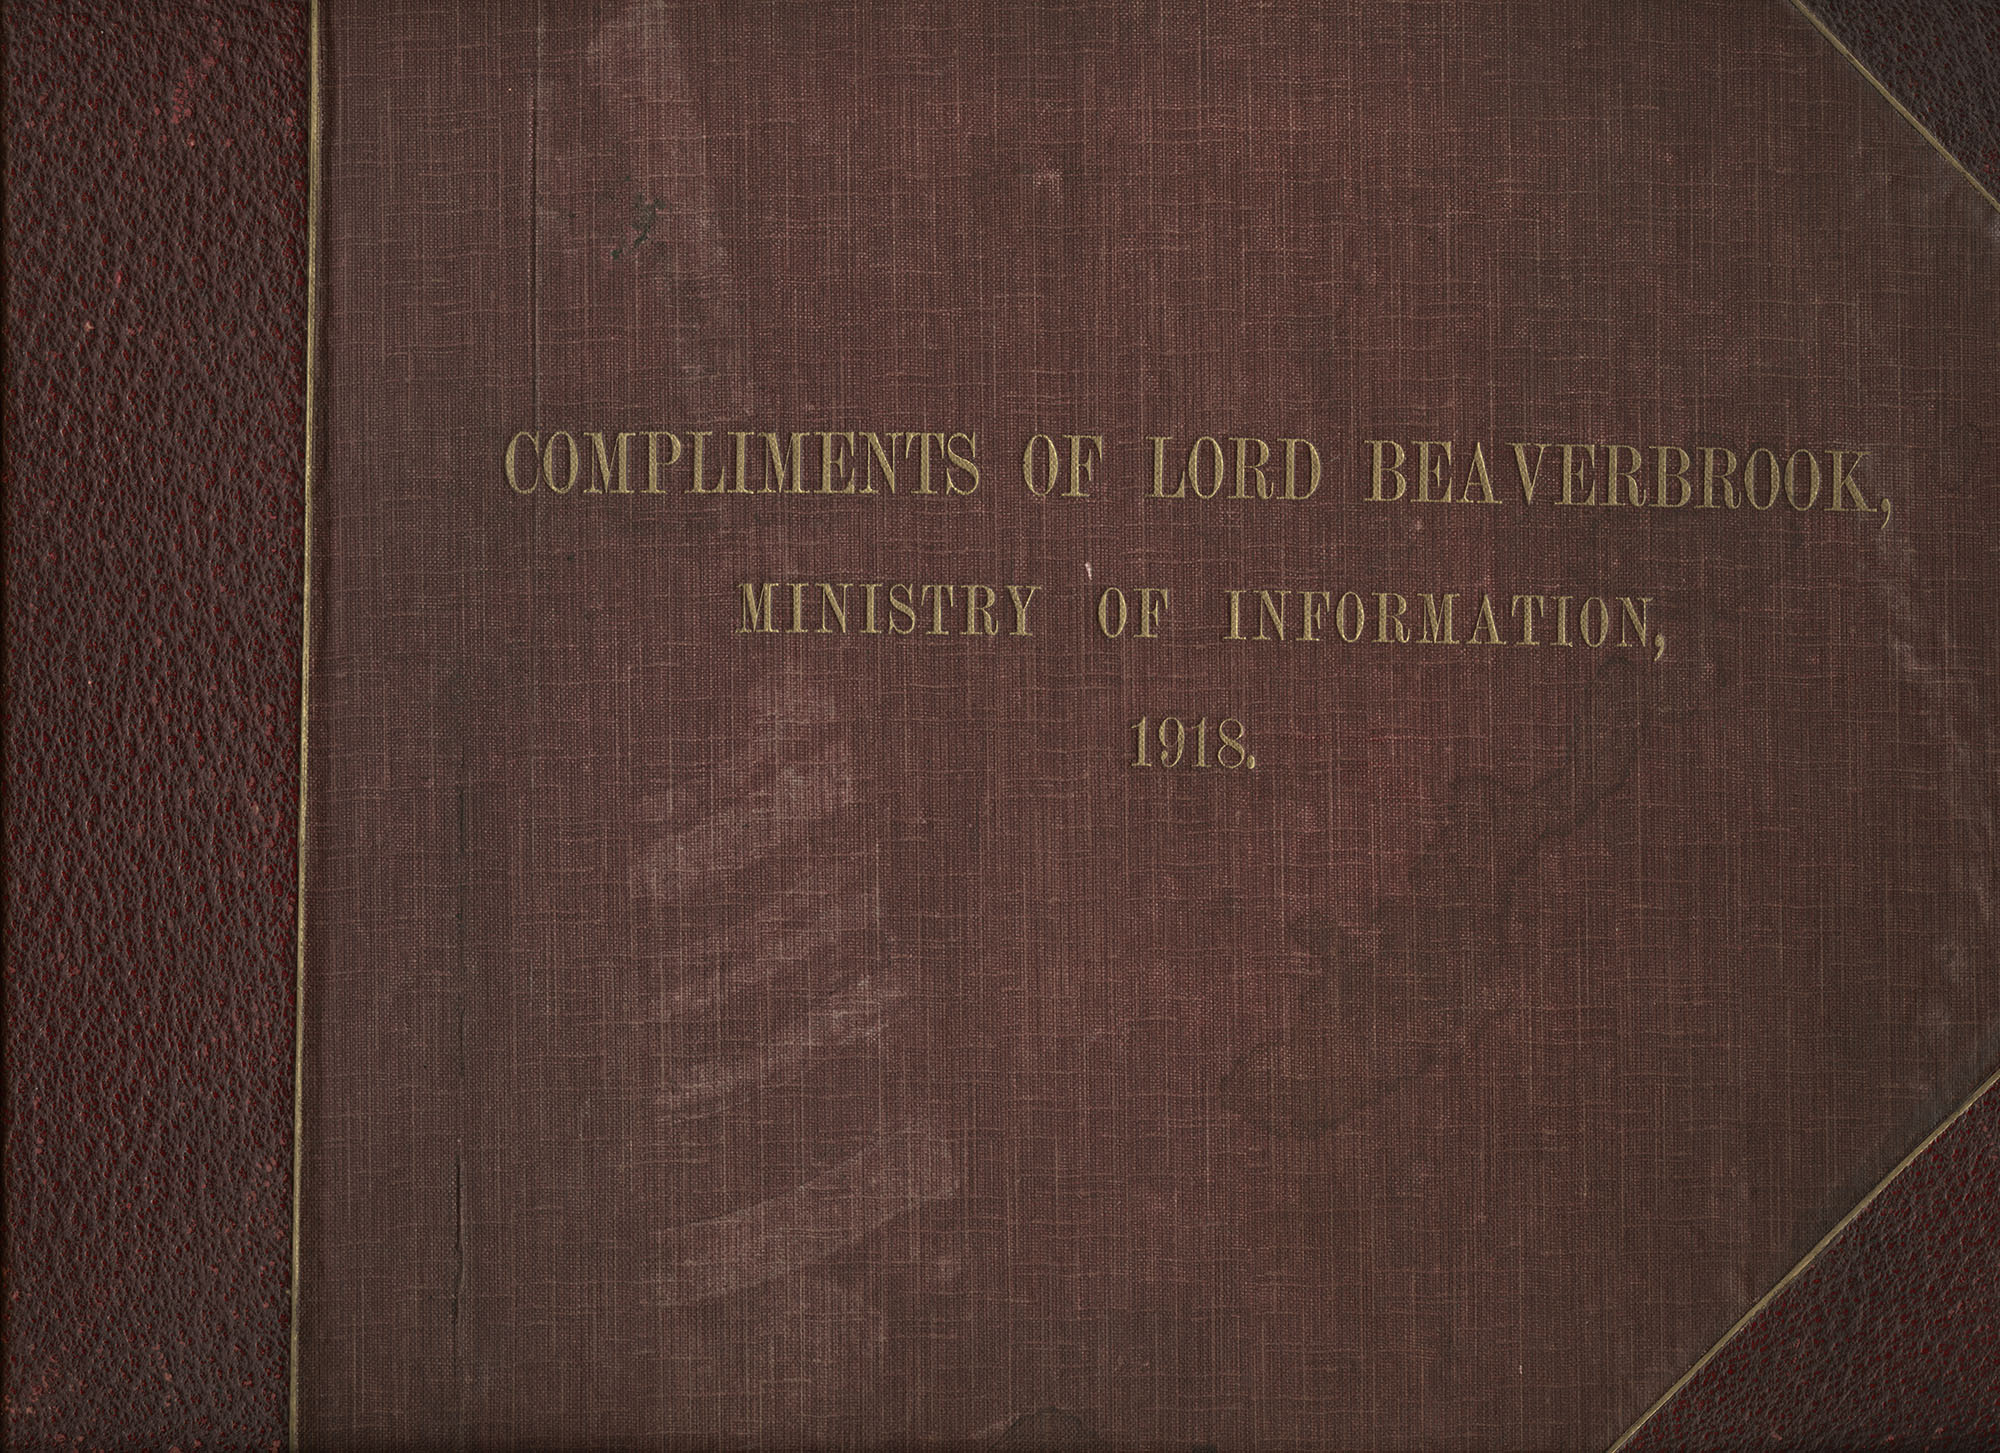 COMPLIMENTS OF LORD BEAVERBROOK,
MINISTRY OF INFORMATION,
1918.